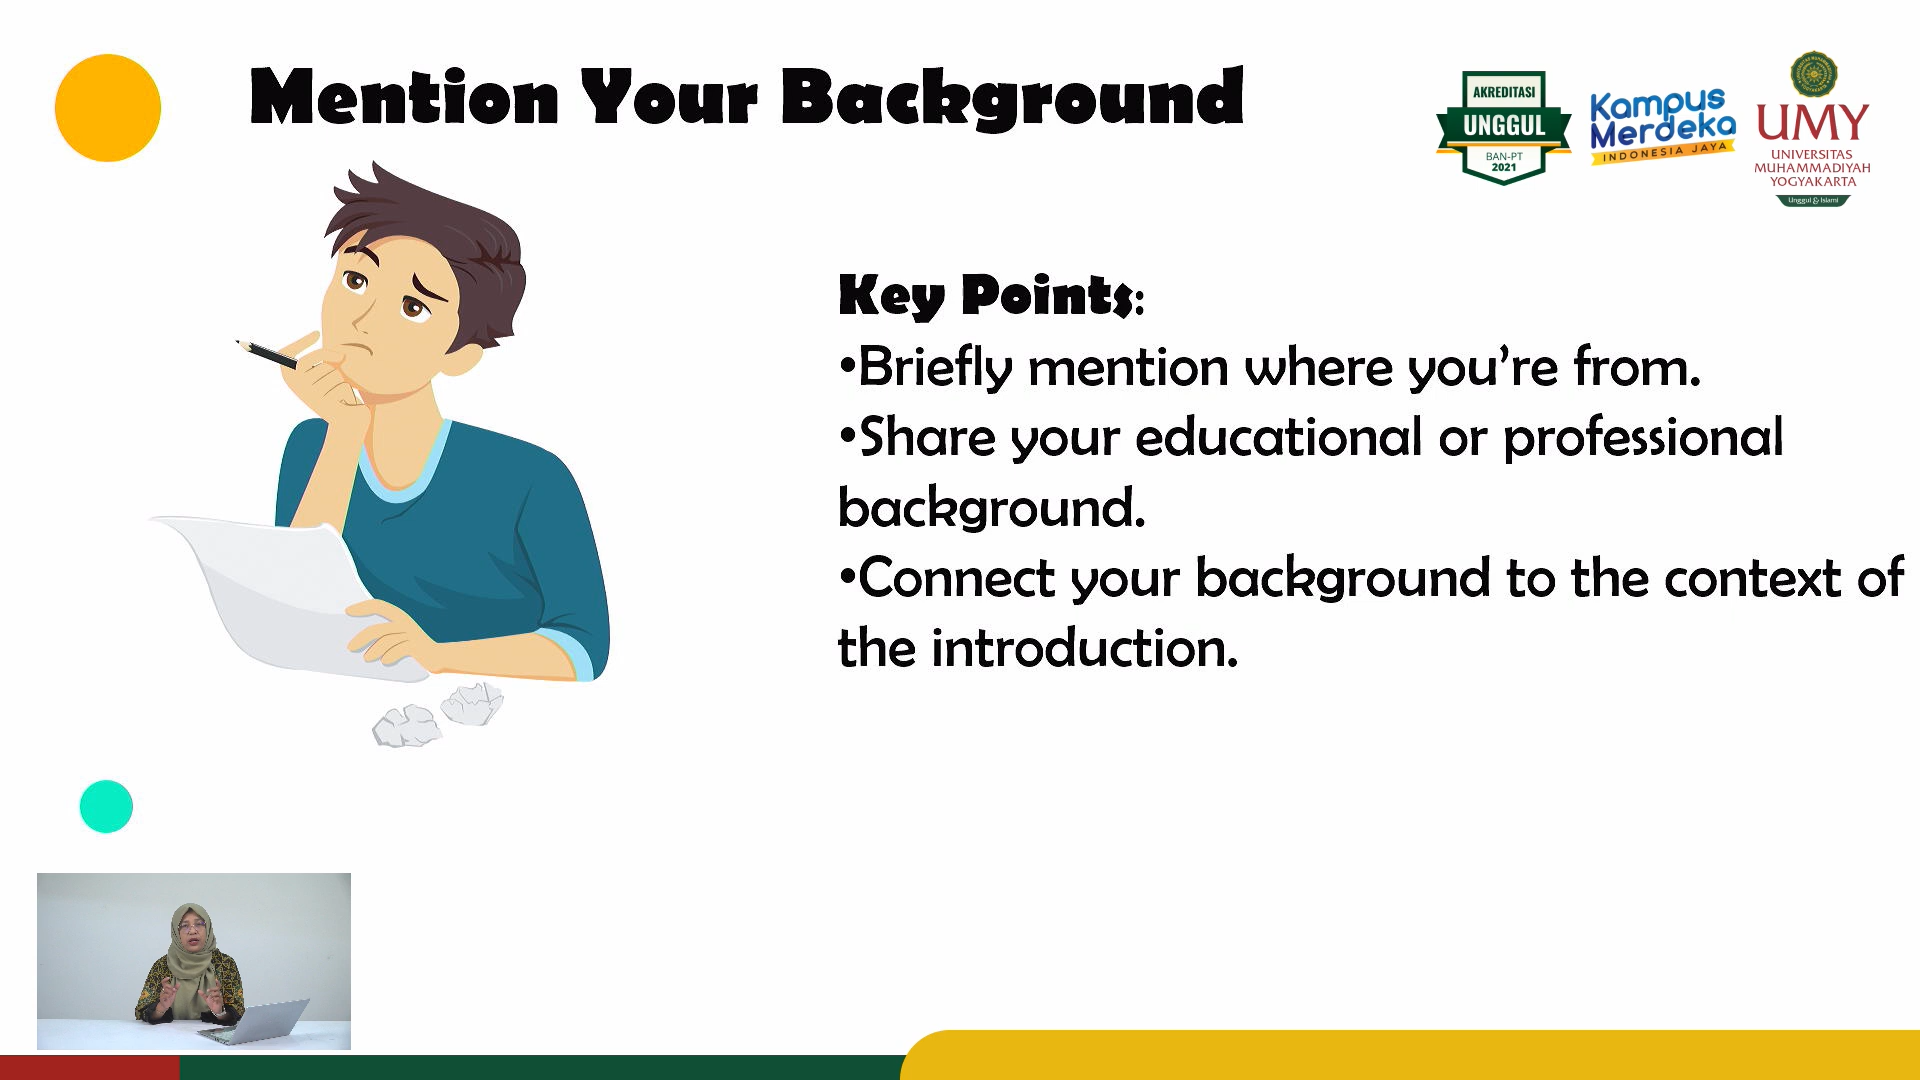 Mention Your Background
AKREDITASI
UNGGUL
BAN-PT
2021
Kampus
Merdeka
INDONESIA JAYA
UMY
UNIVERSITAS
MUHAMMADIYAH
YOGYAKARTA
Unggul & Islami
Key Points:
•Briefly mention where you’re from.
•Share your educational or professional
background.
•Connect your background to the context of
the introduction.